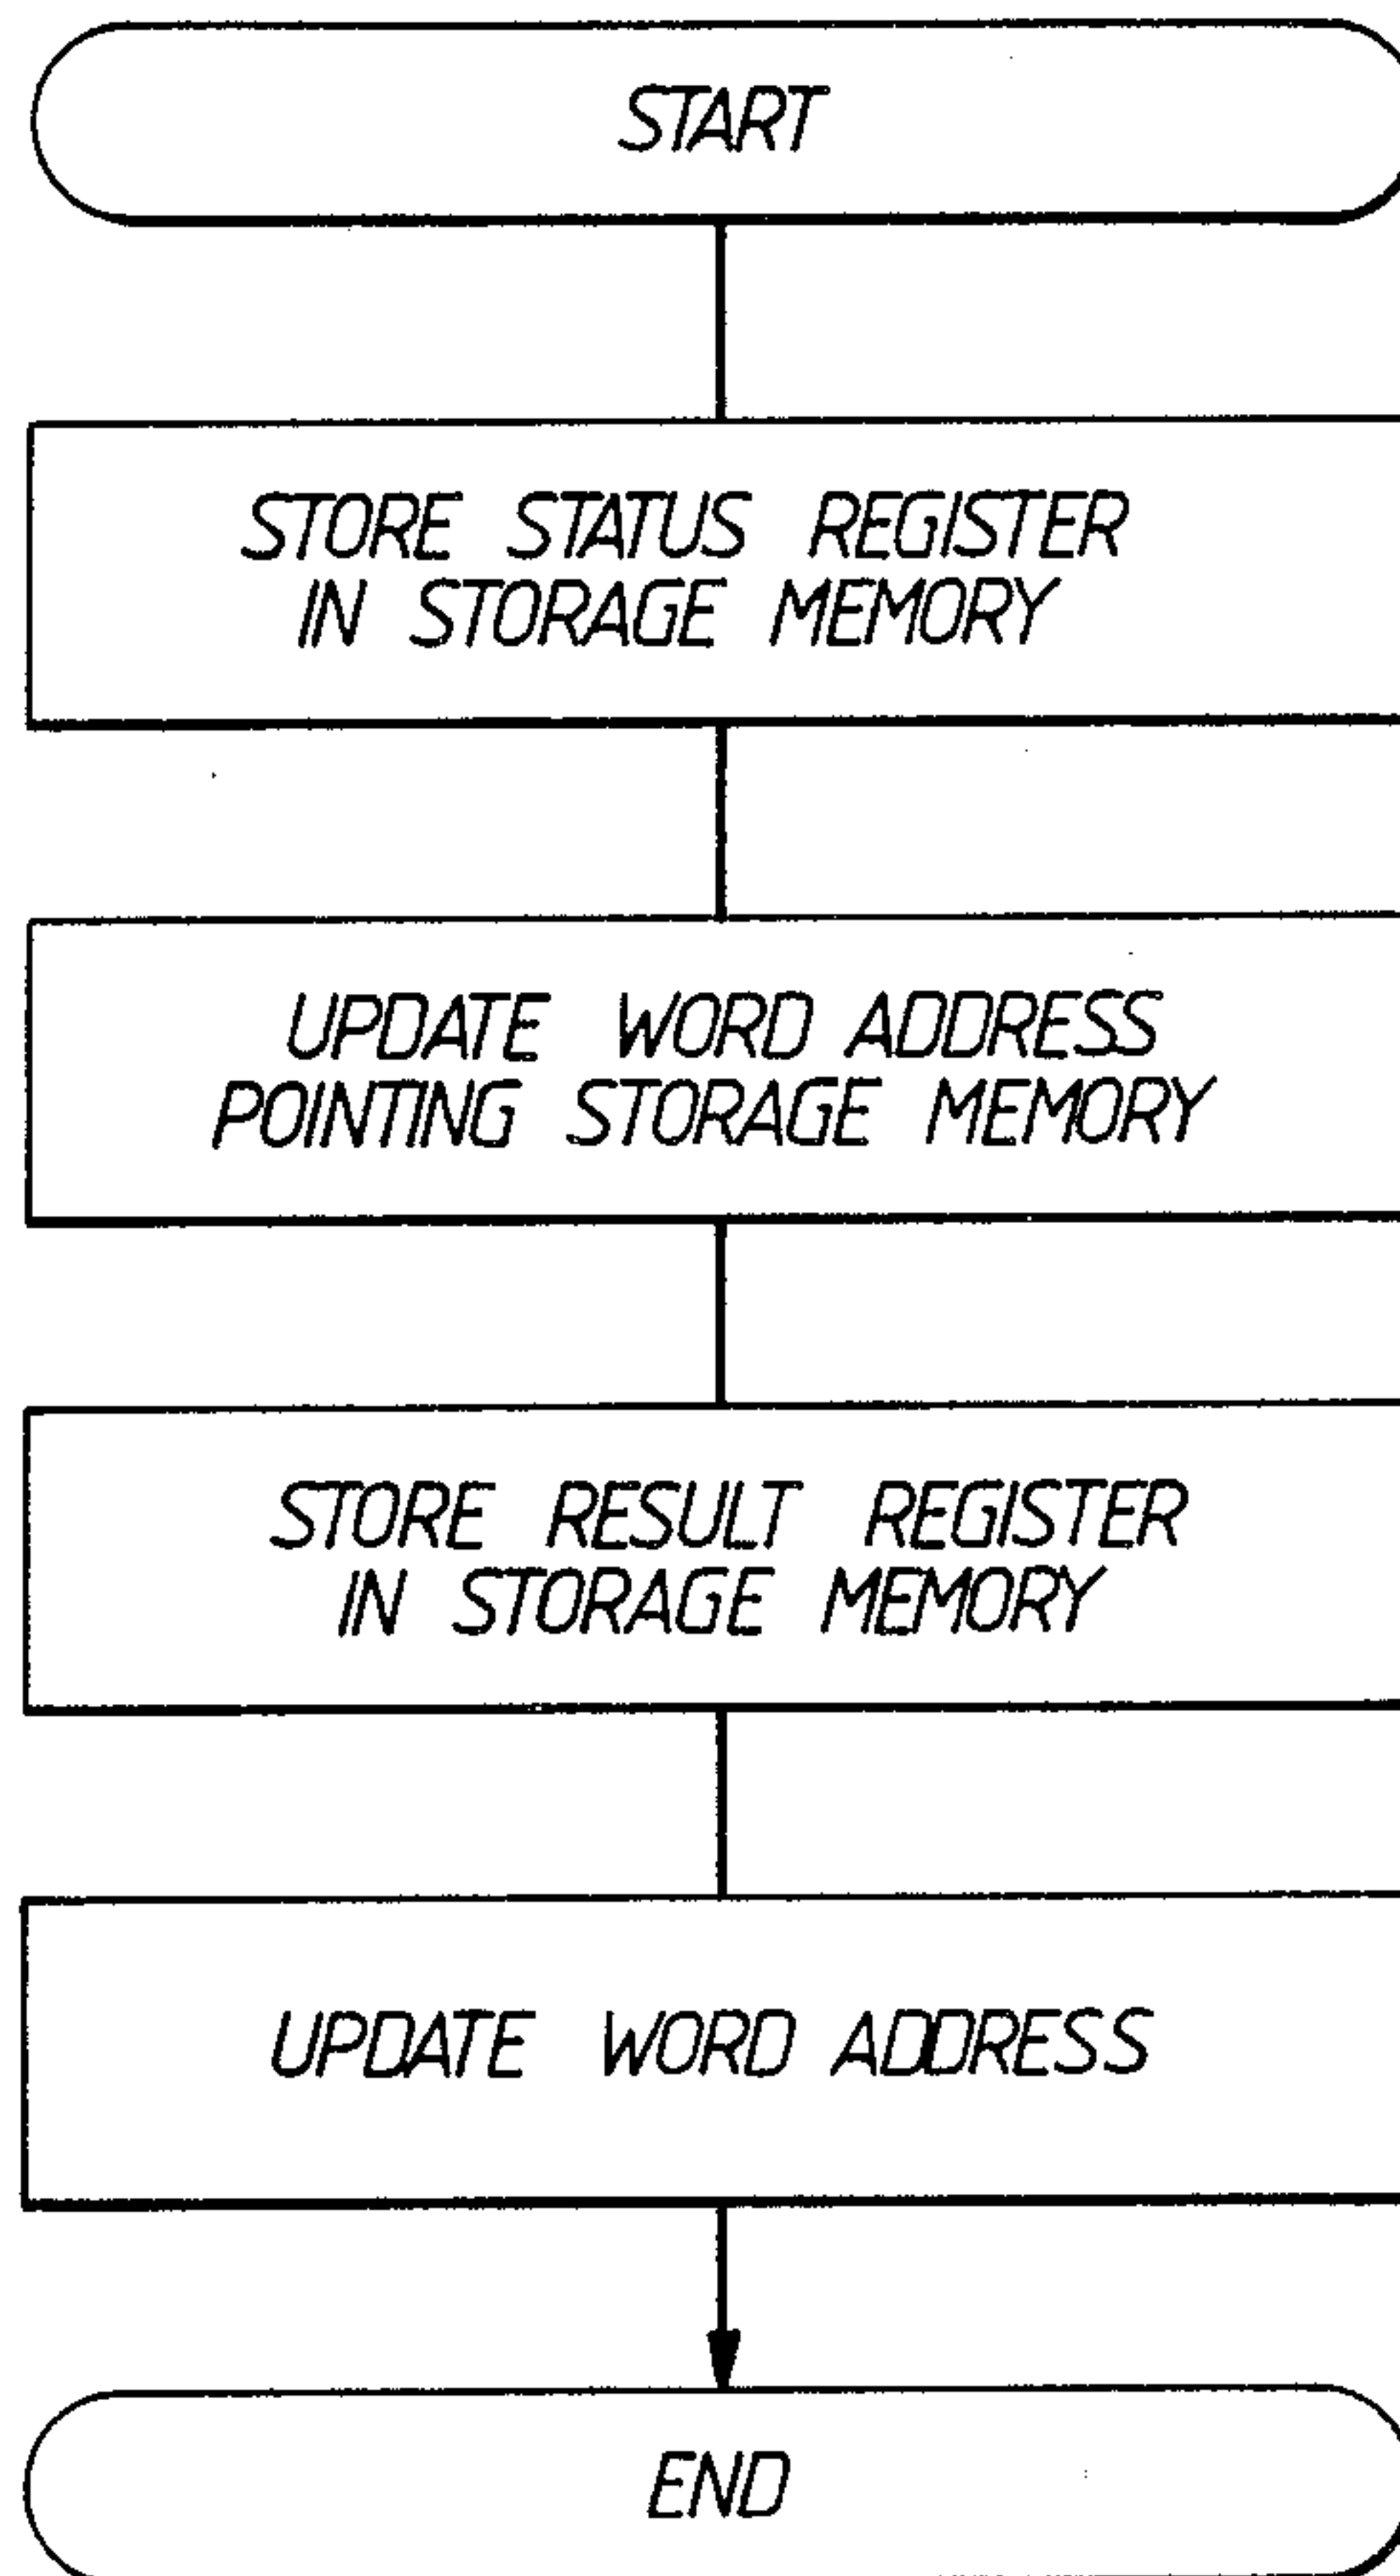 START
STORE STATUS REGISTER
IN STORAGE MEMORY
UPDATE WORD ADDRESS
POINTING STORAGE MEMORY
STORE RESULT REGISTER
IN STORAGE MEMORY
UPDATE WORD ADDRESS
END